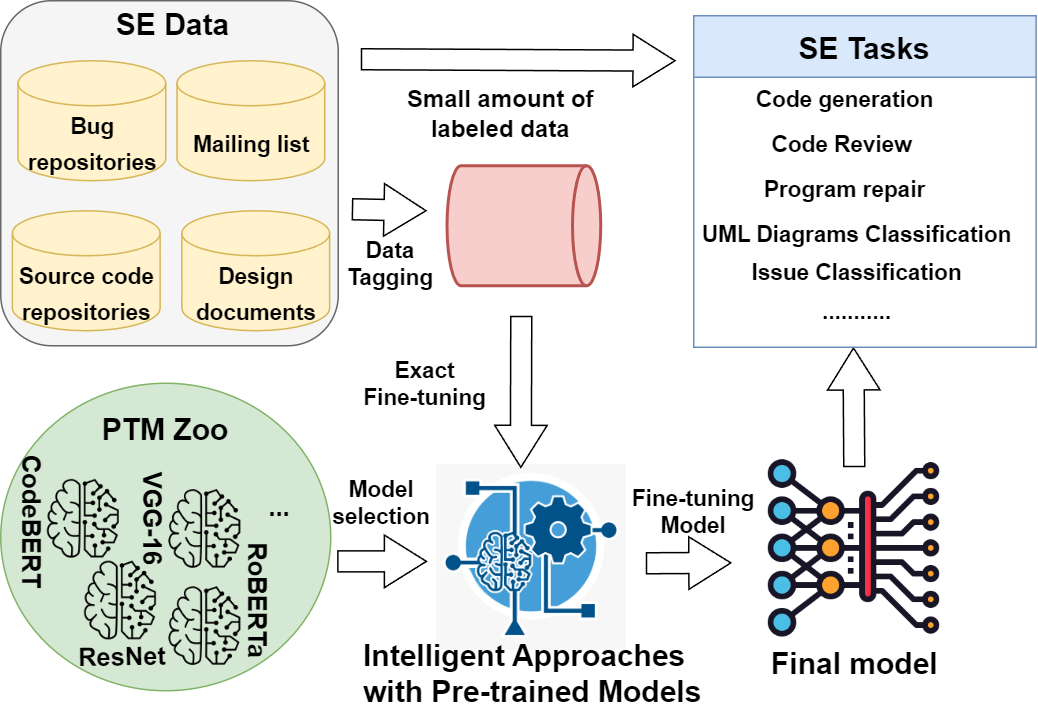 SE Data
Bug
repositories
Mailing list
Source code
repositories
Design
documents
Small amount of
labeled data
Data
Tagging
SE Tasks
Code generation
Code Review
Program repair
UML Diagrams Classification
Issue Classification
...........
Exact
Fine-tuning
PTM Zoo
CodeBERT
VGG-16
...
RoBERTa
ResNet
Model
selection
Intelligent Approaches
with Pre-trained Models
Fine-tuning
Model
Final model